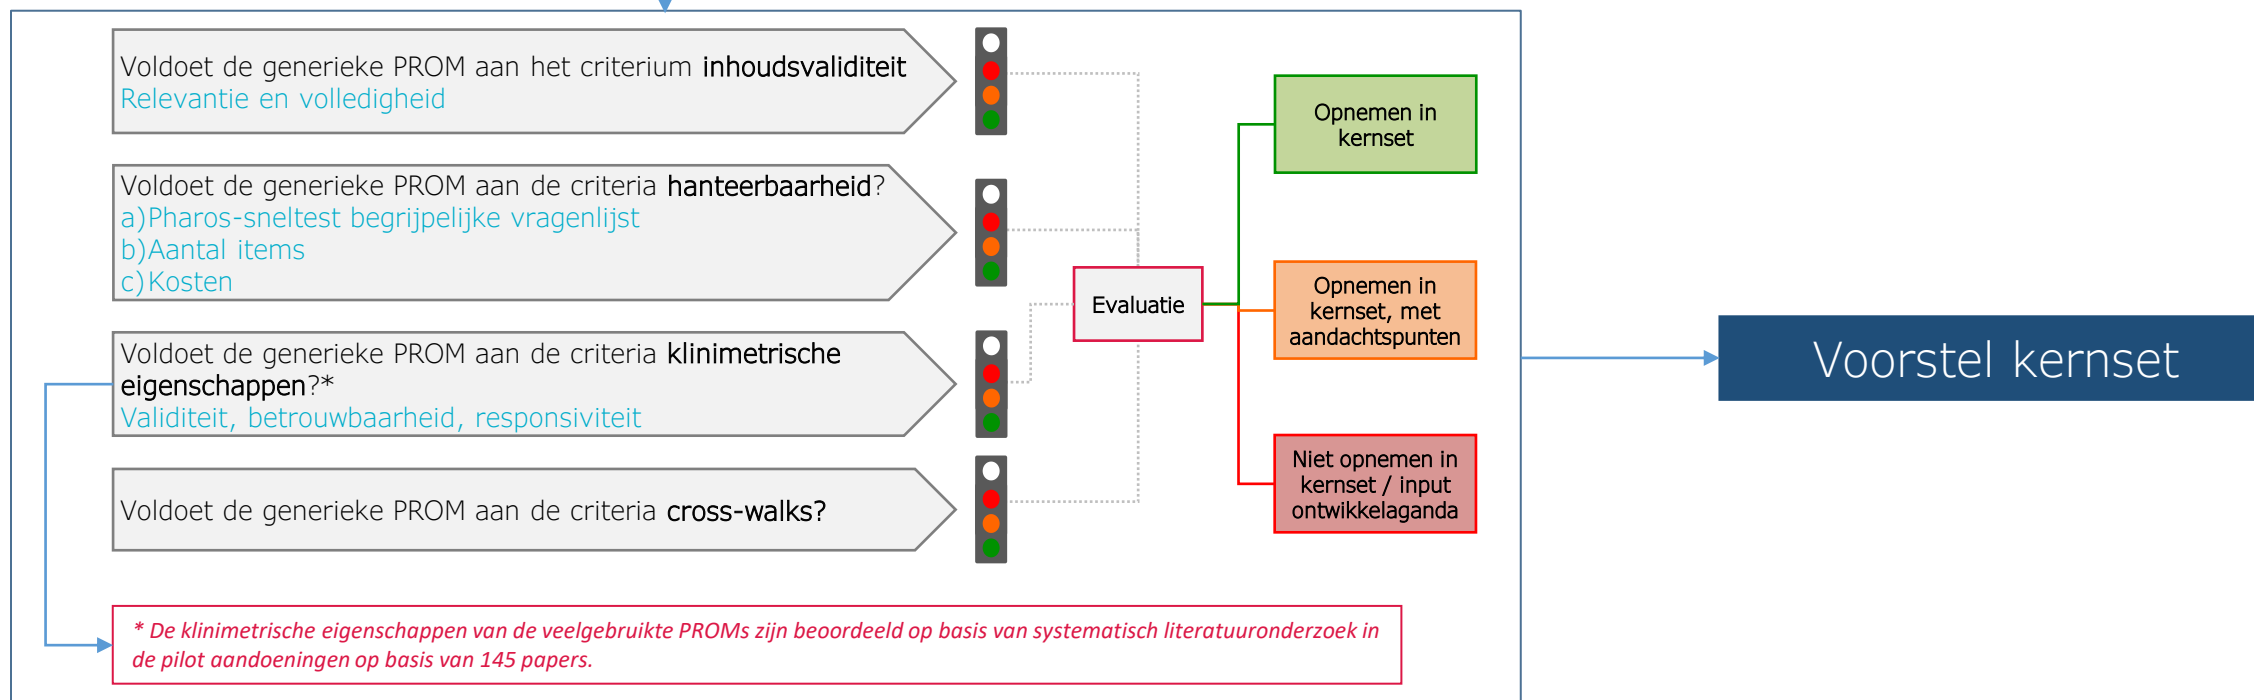 Voldoet de generieke PROM aan het criterium inhoudsvaliditeit
Relevantie en volledigheid
Voldoet de generieke PROM aan de criteria hanteerbaarheid?
a)Pharos-sneltest begrijpelijke vragenlijst
b)Aantal items
c)Kosten
Voldoet de generieke PROM aan de criteria klinimetrische
eigenschappen?*
Validiteit, betrouwbaarheid, responsiviteit
Voldoet de generieke PROM aan de criteria cross-walks?
Evaluatie
Opnemen in
kernset
Opnemen in
kernset, met
aandachtspunten
Niet opnemen in
kernset / input
ontwikkelaganda
Voorstel kernset
* De klinimetrische eigenschappen van de veelgebruikte PROMs zijn beoordeeld op basis van systematisch literatuuronderzoek in
de pilot aandoeningen op basis van 145 papers.